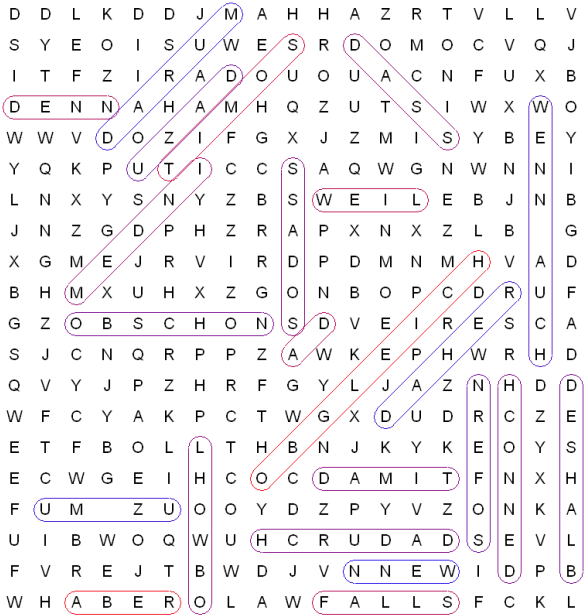 D D L K D D J M A H H A Z R T V L L V
S Y E O I S U W E S R D O M O C V Q J
I T F Z I R A D O U O U A C N F U X B
D E N N A H A M H Q Z U T S I W X W O
W W V D O Z I F G X J Z M I S Y B E Y
Y Q K P U T I C C S A Q W G N W N N I
L N X Y S N Y Z B S W E I L E B J N B
J N Z G D P H Z R A P X N X Z L B G
X G M E J R V I R D P D M N M H V A D
B H M X U H X Z G O N B O P C D R U F
G Z O B S C H O N S D V E I R E S C A
S J C N Q R P P Z A W K E P H W R H D
Q V Y J P Z H R F G Y L J A Z N H D D
W F C Y A K P C T W G X D U D R C Z E
E T F B O L L T H B N J K Y K E O Y S
E C W G E I H C O C D A M I T F N X H
F U M Z U O O Y D Z P Y V Z O N K A
U I B W O Q W U H C R U D A D S E V L
F V R E J T B W D J V N N E W I D P B
W H A B E R O L A W F A L L S F C K L